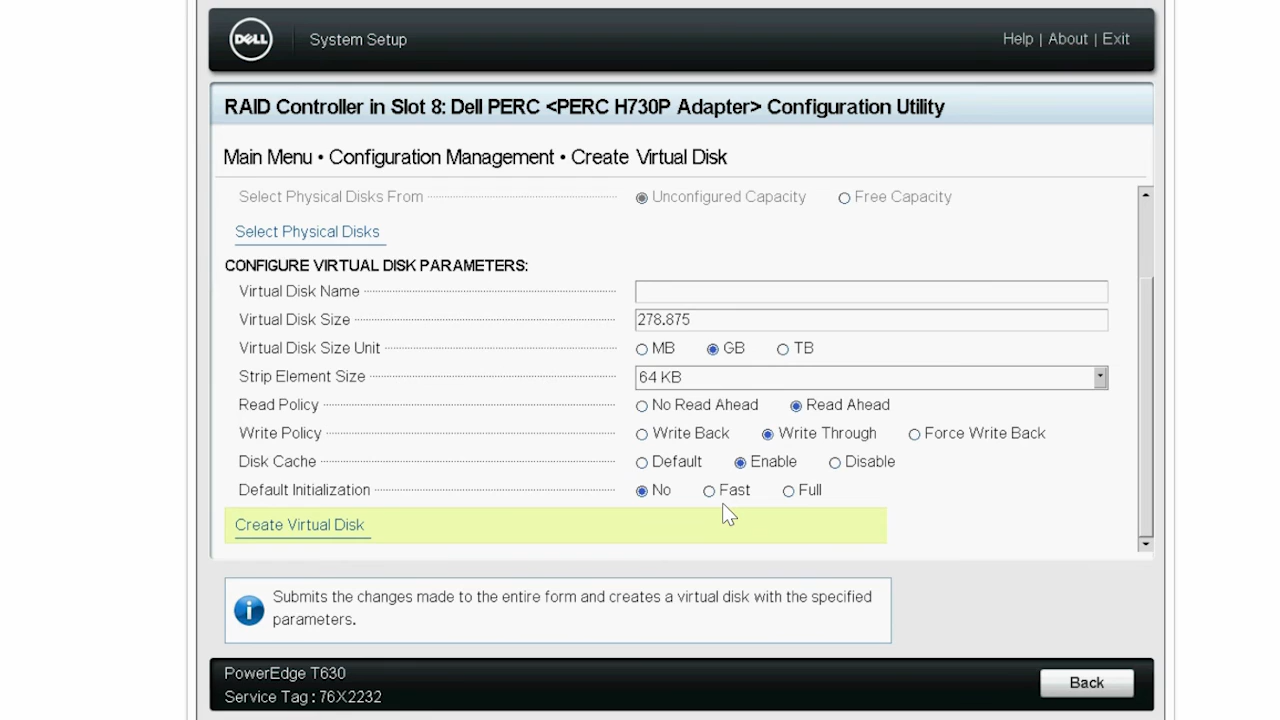 DELL System Setup Help | About | Exit
RAID Controller in Slot 8: Dell PERC <PERC H730P Adapter> Configuration Utility
Main Menu • Configuration Management • Create Virtual Disk
Select Physical Disks From Unconfigured Capacity Free Capacity
Select Physical Disks
CONFIGURE VIRTUAL DISK PARAMETERS:
Virtual Disk Name
Virtual Disk Size 278.875
Virtual Disk Size Unit MB GB TB
Strip Element Size 64 KB
Read Policy No Read Ahead Read Ahead
Write Policy Write Back Write Through Force Write Back
Disk Cache Default Enable Disable
Default Initialization No Fast Full
Create Virtual Disk
Submits the changes made to the entire form and creates a virtual disk with the specified
parameters.
PowerEdge T630
Service Tag : 76X2232
Back